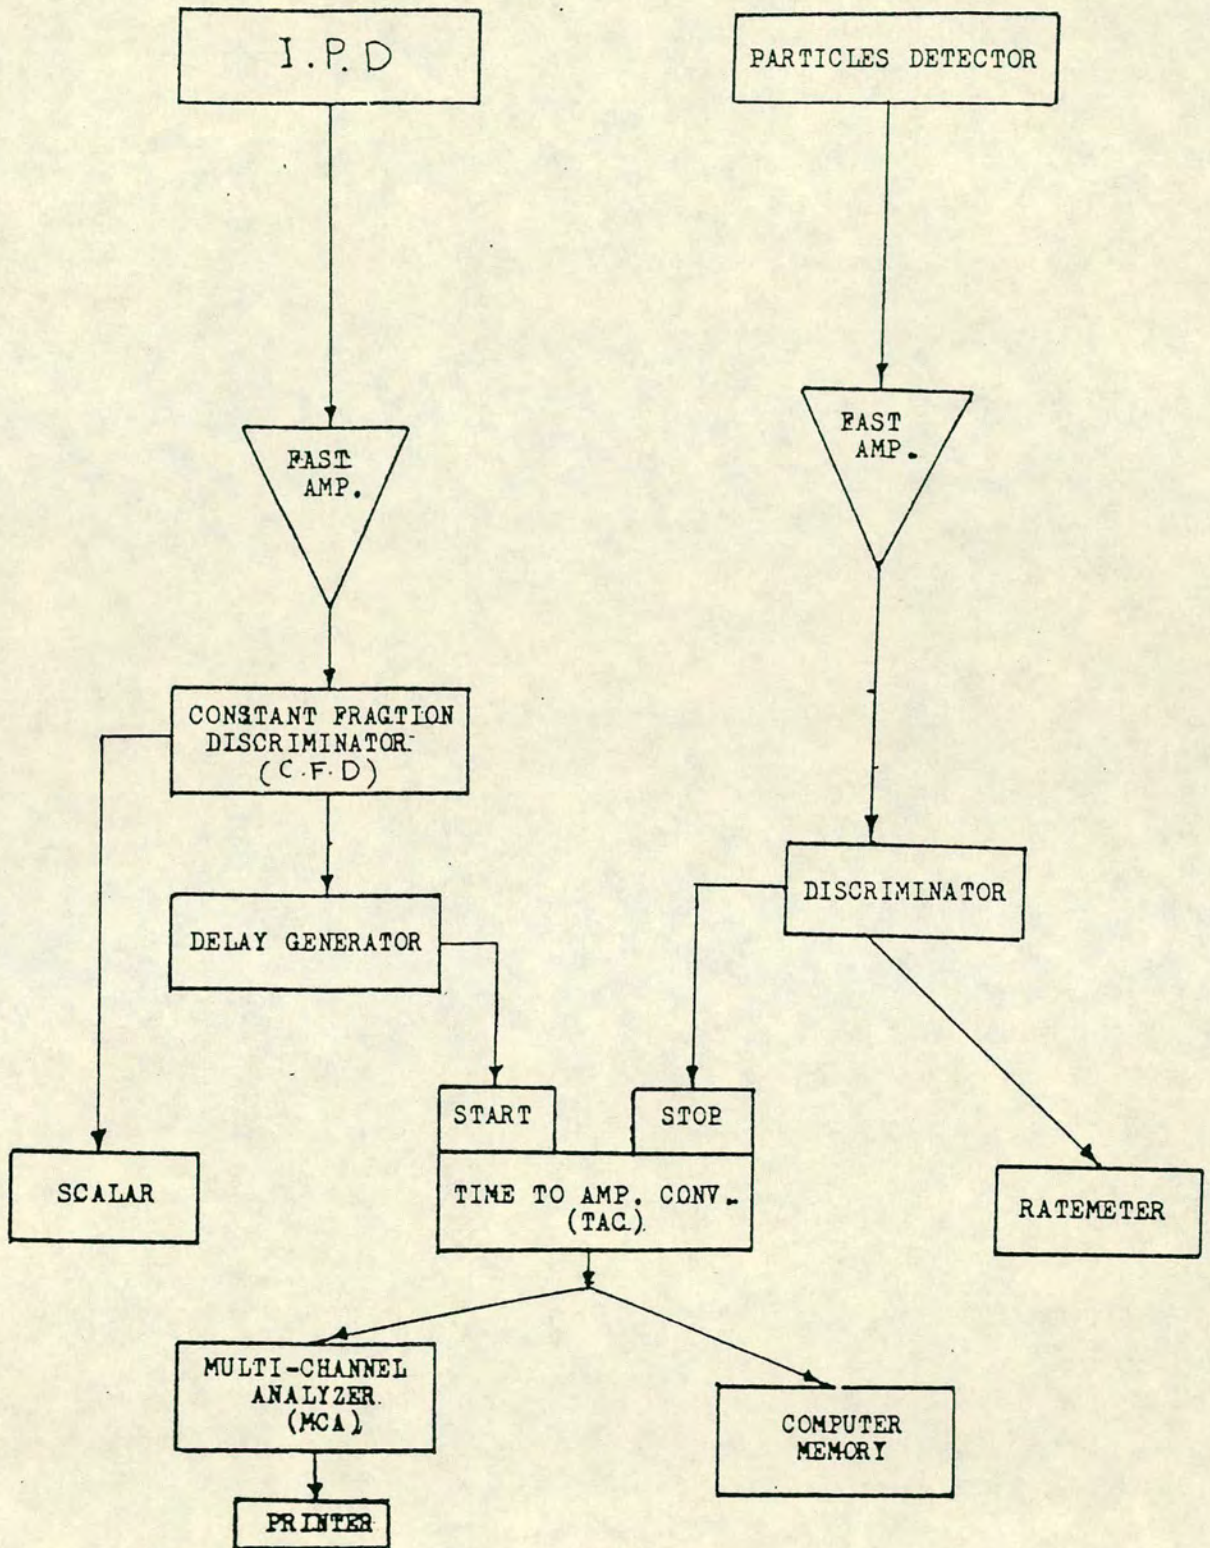 I.P.D
PARTICLES DETECTOR
FAST
AMP.
FAST
AMP.
CONSTANT FRACTION
DISCRIMINATOR
(C.F.D)
DISCRIMINATOR
DELAY GENERATOR
START
STOP
SCALAR
TIME TO AMP. CONV.
(TAC)
RATEMETER
MULTI-CHANNEL
ANALYZER
(MCA)
COMPUTER
MEMORY
PRINTER